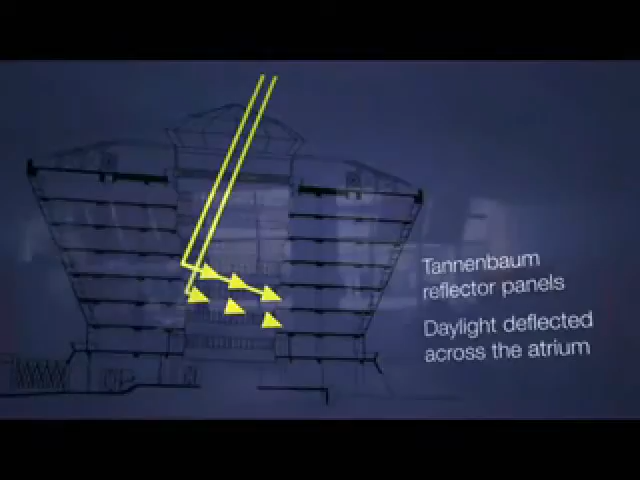 Tannenbaum
reflector panels
Daylight deflected
across the atrium